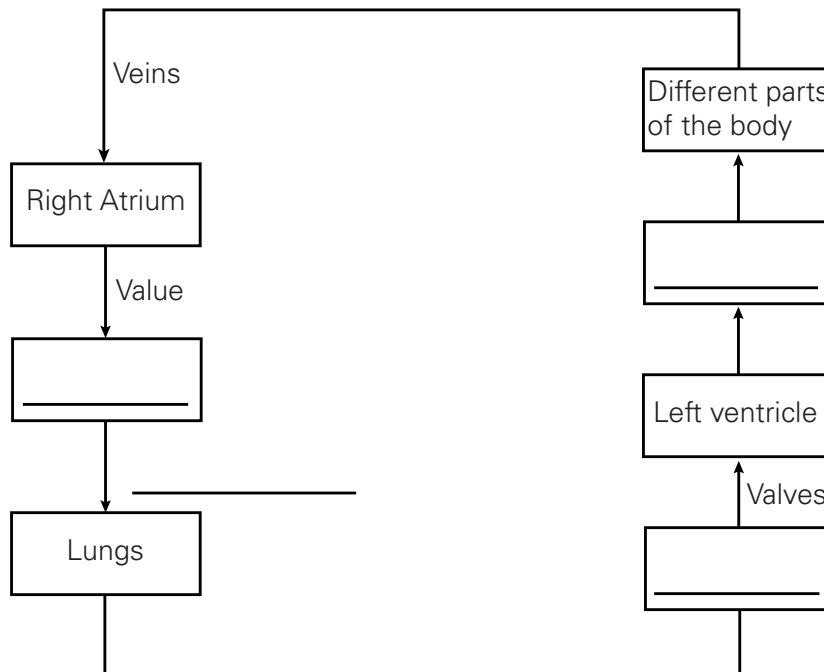 Veins
Different parts
of the body
Right Atrium
Value
Left ventricle
Valves
Lungs